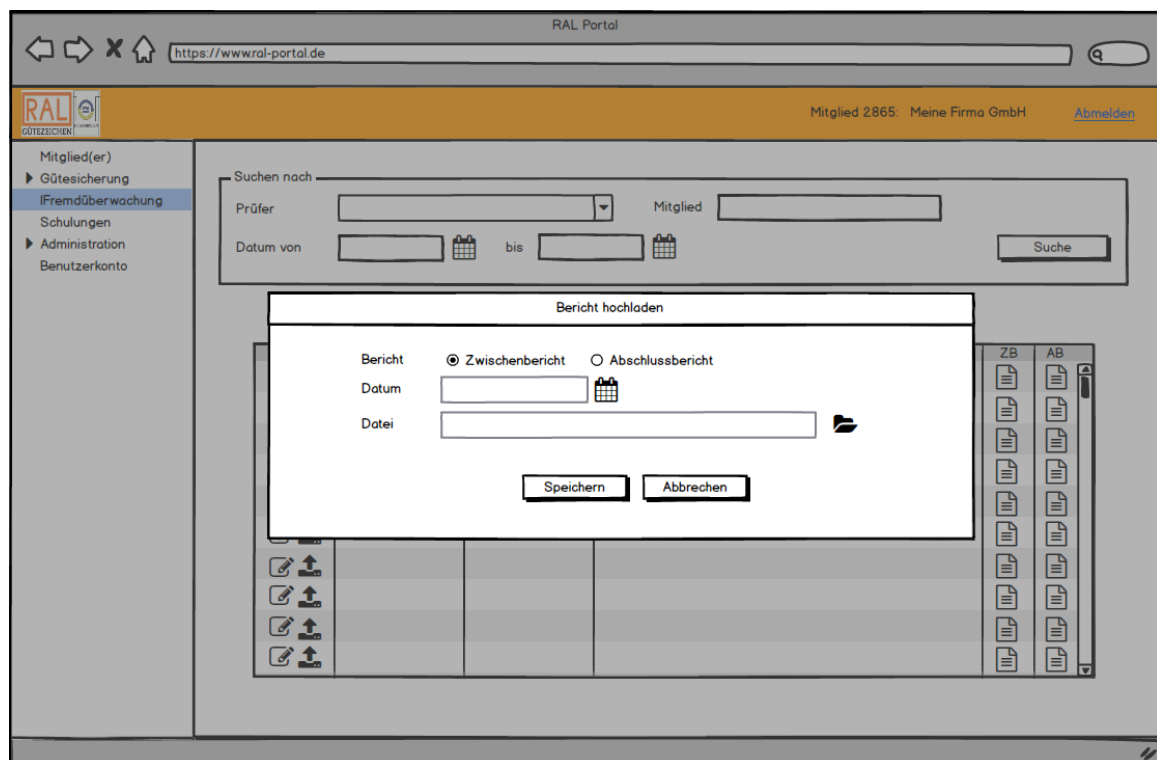 RAL Portal
https://www.ral-portal.de
RAL
GÜTEZEICHEN
Mitglied 2865: Meine Firma GmbH
Abmelden
Mitglied(er)
Gütesicherung
IFremdüberwachung
Schulungen
Administration
Benutzerkonto
Suchen nach
Prüfer
Mitglied
Datum von
bis
Suche
Bericht hochladen
Bericht
Zwischenbericht
Abschlussbericht
Datum
Datei
Speichern
Abbrechen
ZB
AB